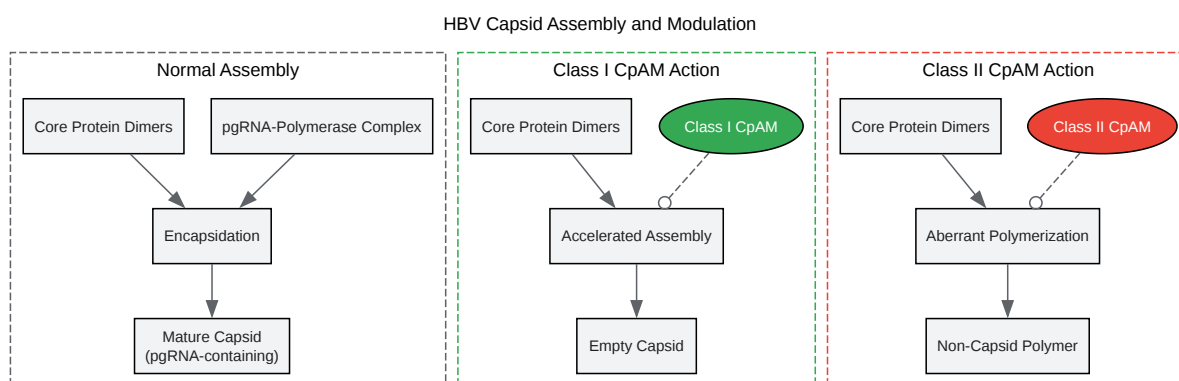 HBV Capsid Assembly and Modulation
Normal Assembly
Core Protein Dimers
pgRNA-Polymerase Complex
Encapsidation
Mature Capsid
(pgRNA-containing)
Class I CpAM Action
Core Protein Dimers
Class I CpAM
Accelerated Assembly
Empty Capsid
Class II CpAM Action
Core Protein Dimers
Class II CpAM
Aberrant Polymerization
Non-Capsid Polymer